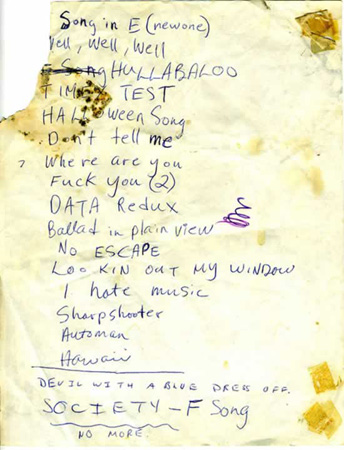 Song in E (new one)
Well, Well, Well
F Song HULLABALOO
TIME TEST
HALLOween Song
Don't tell me
? Where are you
Fuck you (2)
DATA Redux
Ballad in plain view
NO ESCAPE
LOOKIN OUT MY WINDOW
I hate music
Sharpshooter
Automan
Hawaii
DEVIL WITH A BLUE DRESS OFF.
SOCIETY - F Song
NO MORE.